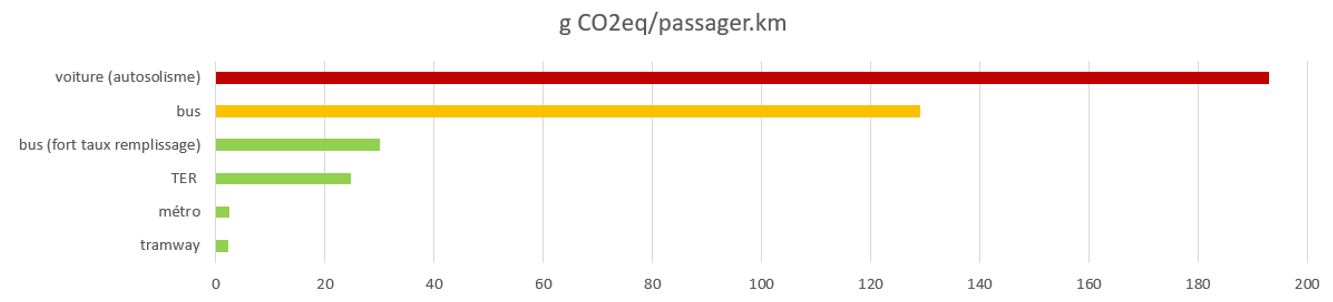 g CO2eq/passager.km
voiture (autosolisme)
bus
bus (fort taux remplissage)
TER
métro
tramway
0 20 40 60 80 100 120 140 160 180 200